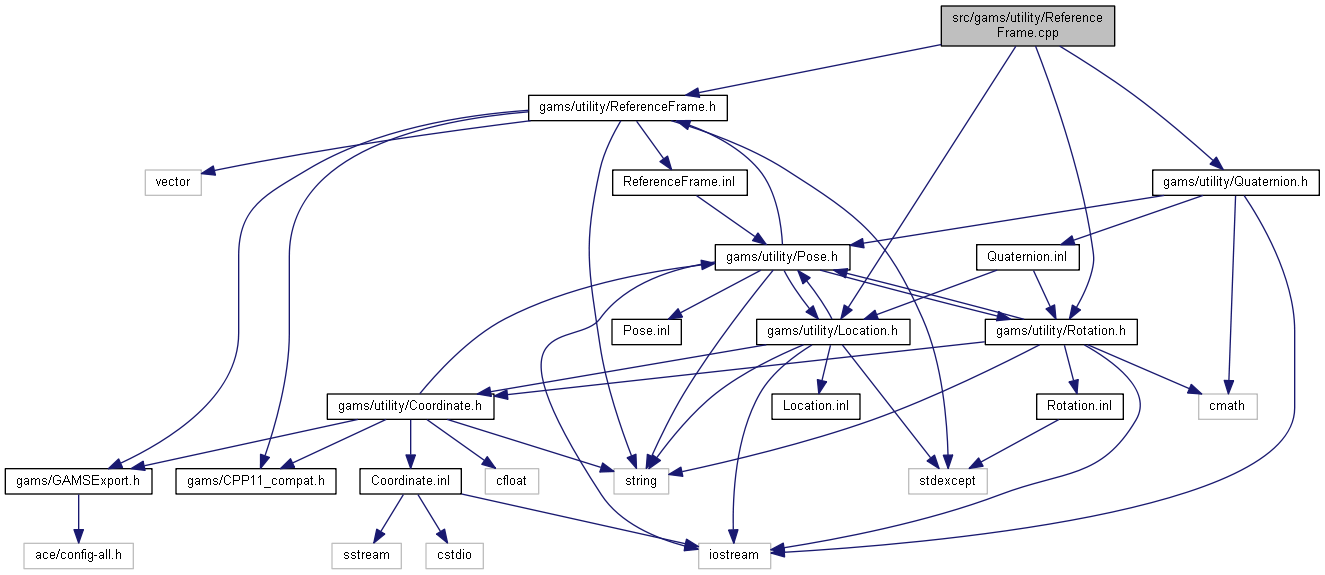 src/gams/utility/Reference
Frame.cpp
gams/utility/ReferenceFrame.h
vector
ReferenceFrame.inl
gams/utility/Quaternion.h
gams/utility/Pose.h
Quaternion.inl
Pose.inl
gams/utility/Location.h
gams/utility/Rotation.h
gams/utility/Coordinate.h
Location.inl
Rotation.inl
cmath
gams/GAMSExport.h
gams/CPP11_compat.h
Coordinate.inl
cfloat
string
stdexcept
ace/config-all.h
sstream
cstdio
iostream